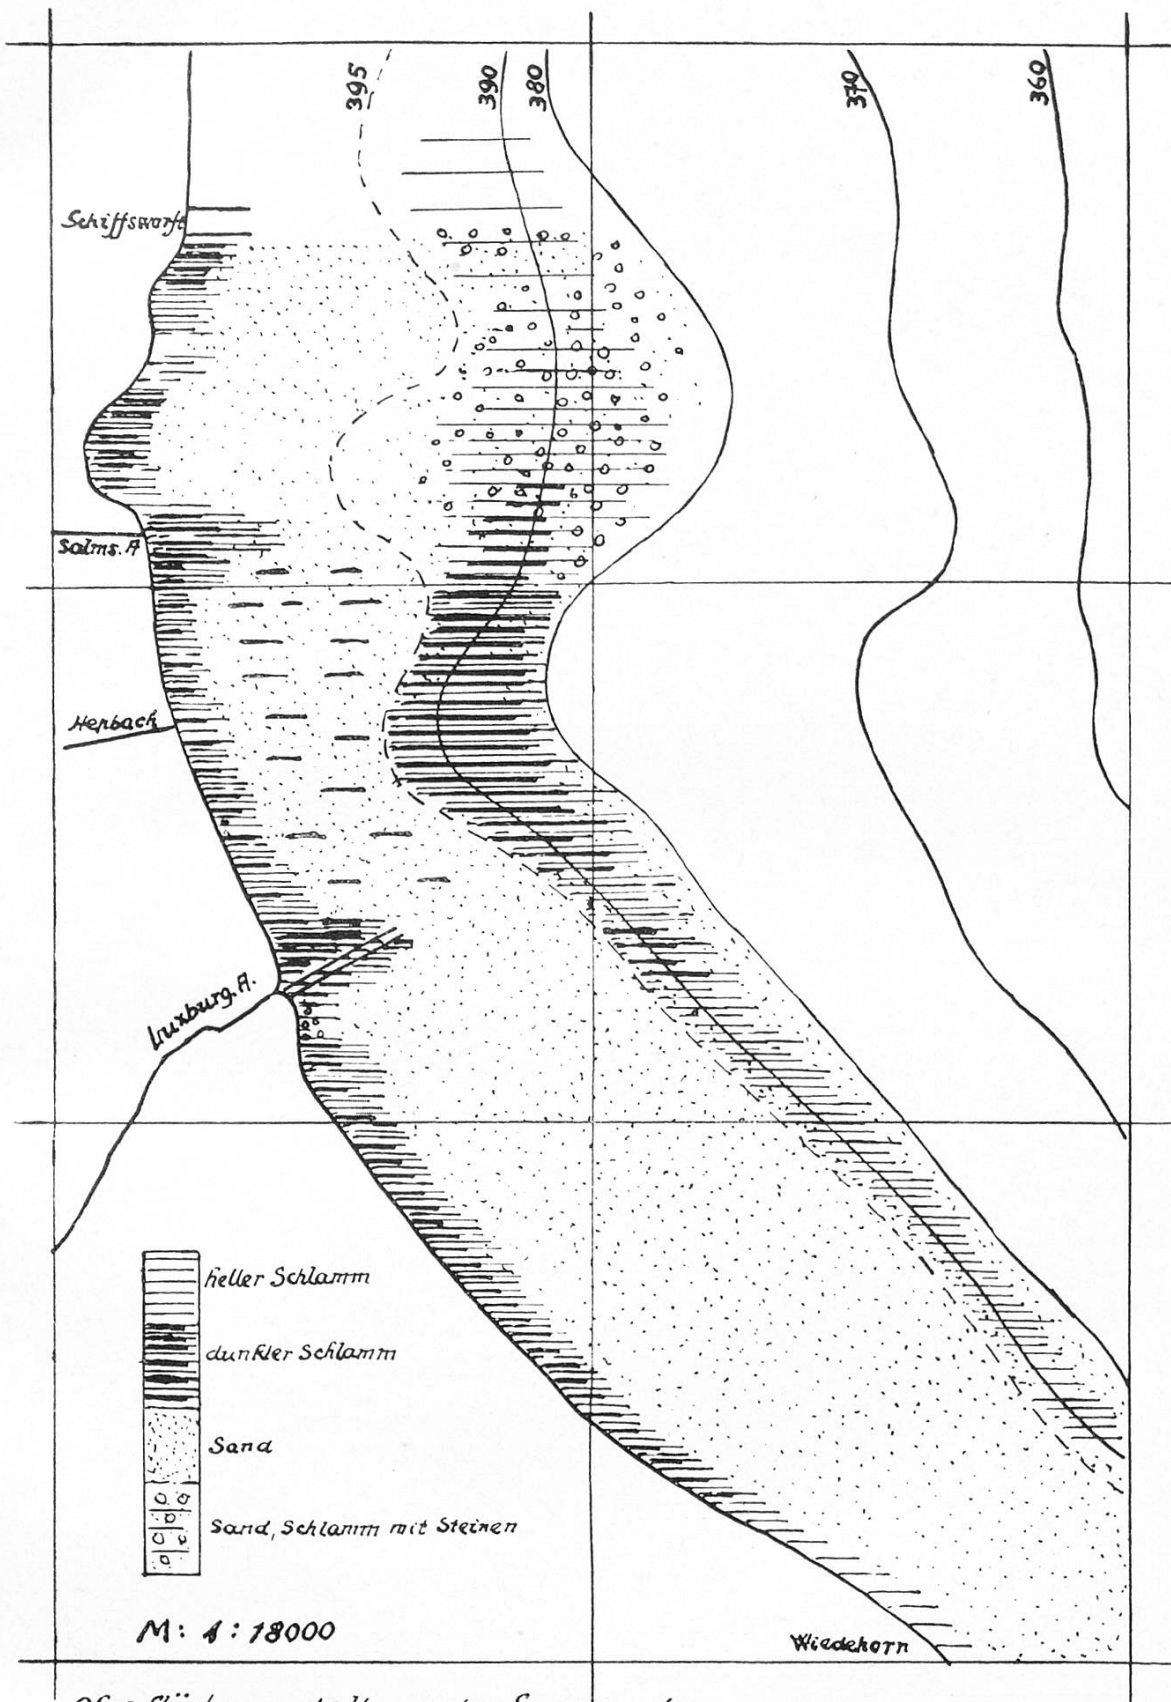 395
390
380
370
360
Schiffswerft
Salms. A
Hepbach
Luxburg. A.
heller Schlamm
dunkler Schlamm
Sand
Sand, Schlamm mit Steinen
M: 1:18000
Wiedehorn